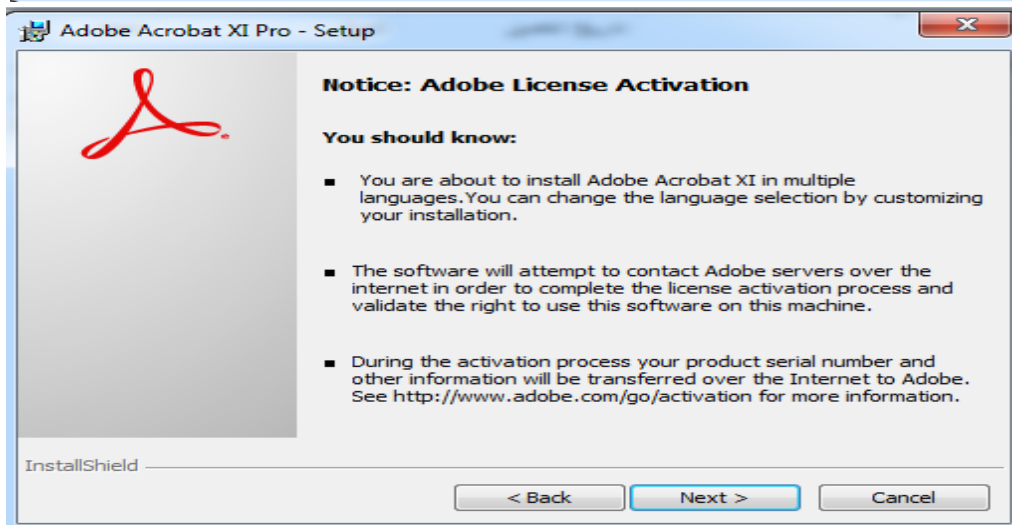 Adobe Acrobat XI Pro - Setup
Notice: Adobe License Activation
You should know:
You are about to install Adobe Acrobat XI in multiple
languages.You can change the language selection by customizing
your installation.
The software will attempt to contact Adobe servers over the
internet in order to complete the license activation process and
validate the right to use this software on this machine.
During the activation process your product serial number and
other information will be transferred over the Internet to Adobe.
See http://www.adobe.com/go/activation for more information.
InstallShield
< Back Next > Cancel